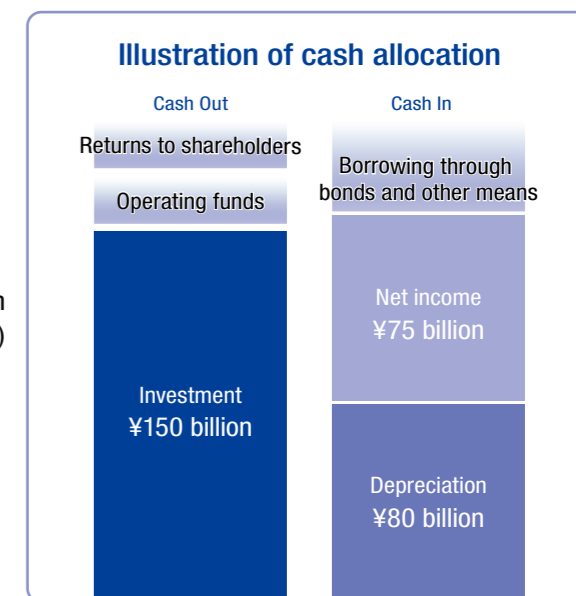 Illustration of cash allocation
Cash Out
Cash In
Returns to shareholders
Operating funds
Investment
¥150 billion
Borrowing through
bonds and other means
Net income
¥75 billion
Depreciation
¥80 billion
)